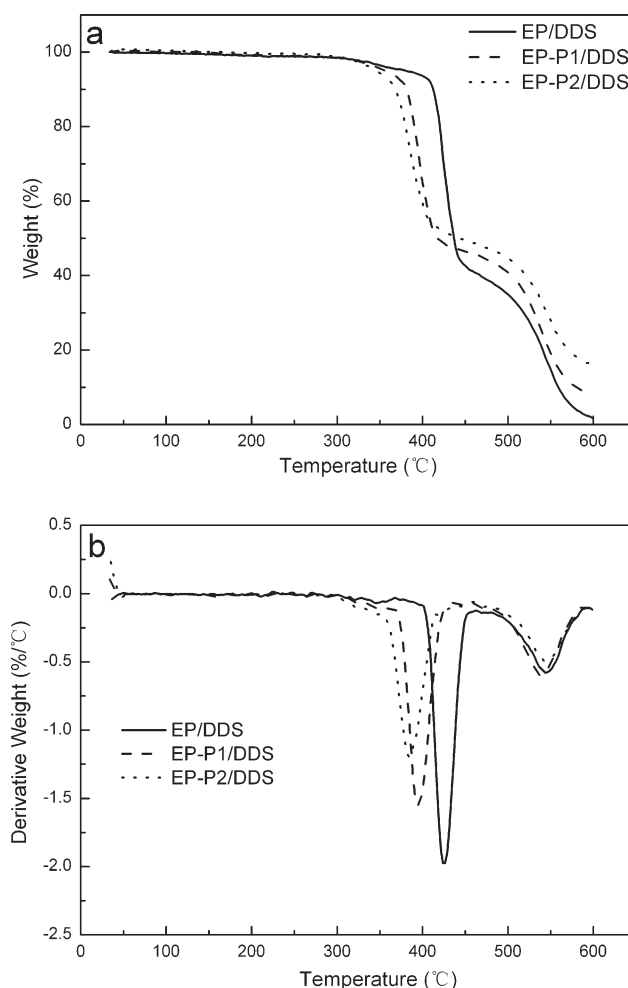 a
EP/DDS
EP-P1/DDS
EP-P2/DDS
100
80
60
40
20
0
Weight (%)
0 100 200 300 400 500 600
Temperature (℃)
b
0.5
0.0
-0.5
-1.0
-1.5
-2.0
-2.5
Derivative Weight (%/℃)
EP/DDS
EP-P1/DDS
EP-P2/DDS
0 100 200 300 400 500 600
Temperature (℃)